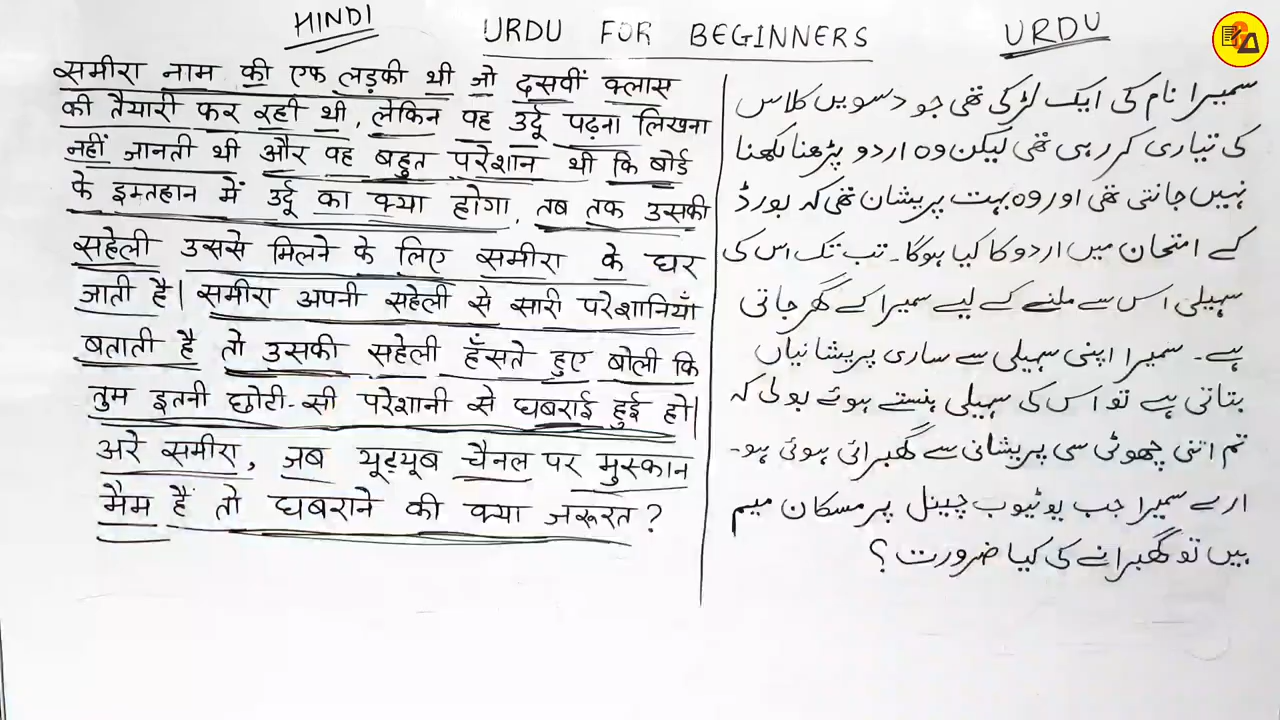 HINDI
URDU FOR BEGINNERS
URDU
समीरा नाम की एक लड़की थी जो दसवीं क्लास
की तैयारी कर रही थी, लेकिन वह उर्दू पढ़ना लिखना
नहीं जानती थी और वह बहुत परेशान थी कि बोर्ड
के इम्तहान में उर्दू का क्या होगा, तब तक उसकी
सहेली उससे मिलने के लिए समीरा के घर
जाती है। समीरा अपनी सहेली से सारी परेशानियाँ
बताती है तो उसकी सहेली हँसते हुए बोली कि
तुम इतनी छोटी-सी परेशानी से घबराई हुई हो।
अरे समीरा, जब यूट्यूब चैनल पर मुस्कान
मैम हैं तो घबराने की क्या जरूरत ?
سمیرا نام کی ایک لڑکی تھی جو دسویں کلاس
کی تیاری کر رہی تھی لیکن وہ اردو پڑھنا لکھنا
نہیں جانتی تھی اور وہ بہت پریشان تھی کہ بورڈ
کے امتحان میں اردو کا کیا ہوگا۔ تب تک اس کی
سہیلی اس سے ملنے کے لیے سمیرا کے گھر جاتی
ہے۔ سمیرا اپنی سہیلی سے ساری پریشانیاں
بتاتی ہے تو اس کی سہیلی ہنستے ہوئے بولی کہ
تم اتنی چھوٹی سی پریشانی سے گھبرائی ہوئی ہو۔
ارے سمیرا جب یوٹیوب چینل پر مسکان میم
ہیں تو گھبرانے کی کیا ضرورت ؟